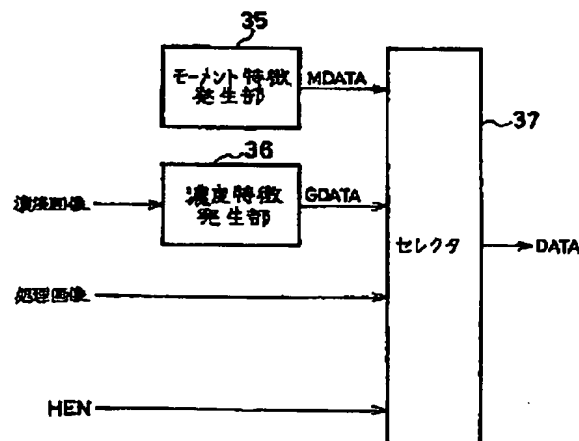 35
モーメント特徴
発生部
MDATA
37
36
濃度特徴
発生部
GDATA
濃淡画像
セレクタ
DATA
処理画像
HEN